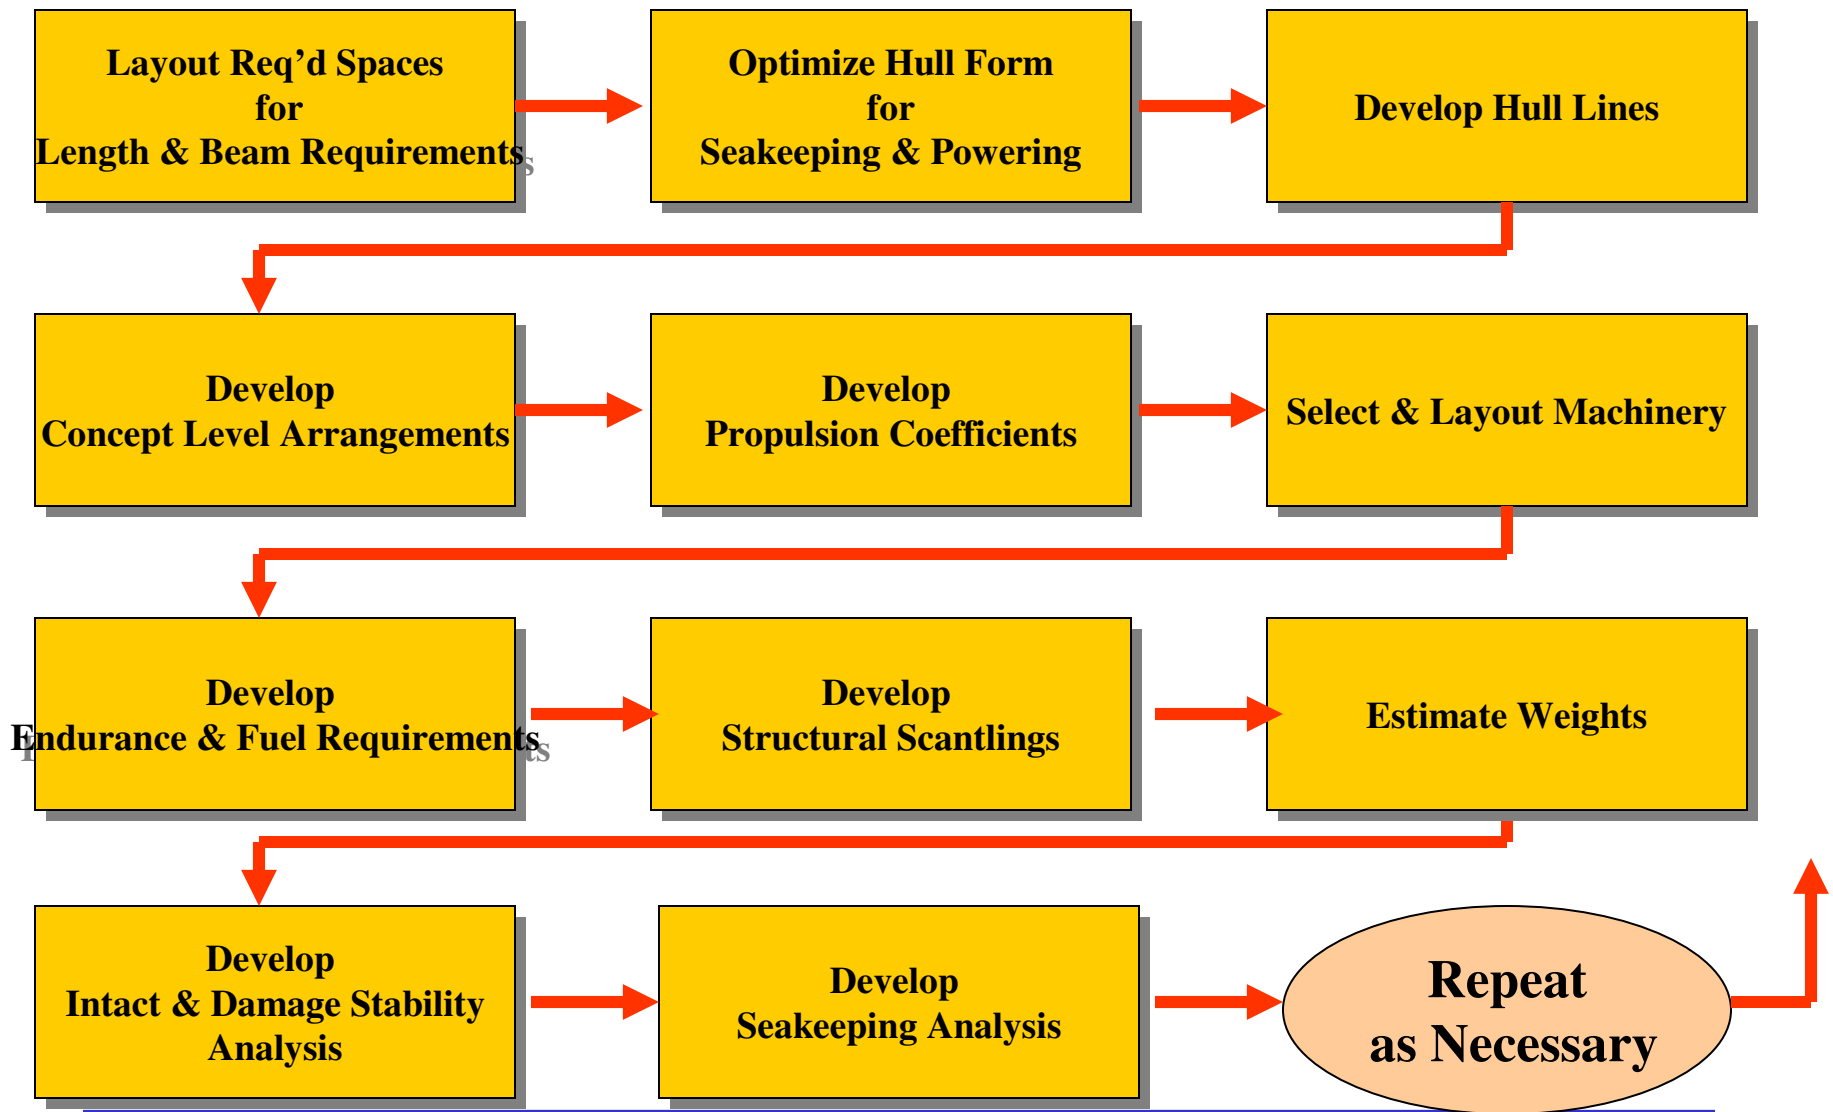 Layout Req’d Spaces
for
Length & Beam Requirements
Optimize Hull Form
for
Seakeeping & Powering
Develop Hull Lines
Develop
Concept Level Arrangements
Develop
Propulsion Coefficients
Select & Layout Machinery
Develop
Endurance & Fuel Requirements
Develop
Structural Scantlings
Estimate Weights
Develop
Intact & Damage Stability
Analysis
Develop
Seakeeping Analysis
Repeat
as Necessary